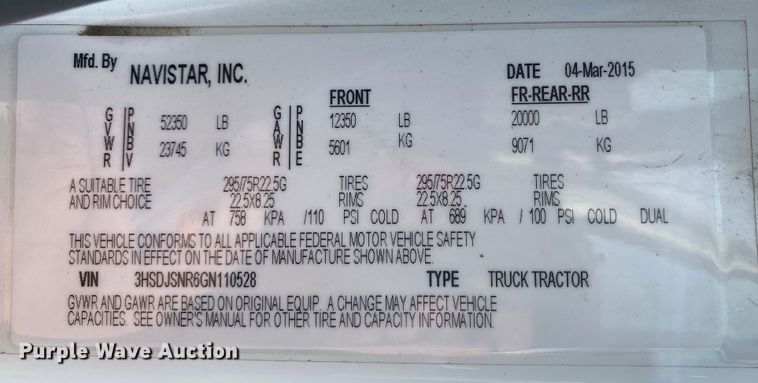 Mfd. By NAVISTAR, INC. DATE 04-Mar-2015
FRONT FR-REAR-RR
GVWR PNBV 52350 LB GAWR PNBE 12350 LB 20000 LB
23745 KG 5601 KG 9071 KG
A SUITABLE TIRE 295/75R22.5G TIRES 295/75R22.5G TIRES
AND RIM CHOICE 22.5X8.25 RIMS 22.5X8.25 RIMS
AT 758 KPA /110 PSI COLD AT 689 KPA / 100 PSI COLD DUAL
THIS VEHICLE CONFORMS TO ALL APPLICABLE FEDERAL MOTOR VEHICLE SAFETY
STANDARDS IN EFFECT ON THE DATE OF MANUFACTURE SHOWN ABOVE.
VIN 3HSDJSNR6GN110528 TYPE TRUCK TRACTOR
GVWR AND GAWR ARE BASED ON ORIGINAL EQUIP. A CHANGE MAY AFFECT VEHICLE
CAPACITIES. SEE OWNER'S MANUAL FOR OTHER TIRE AND CAPACITY INFORMATION.
Purple Wave Auction